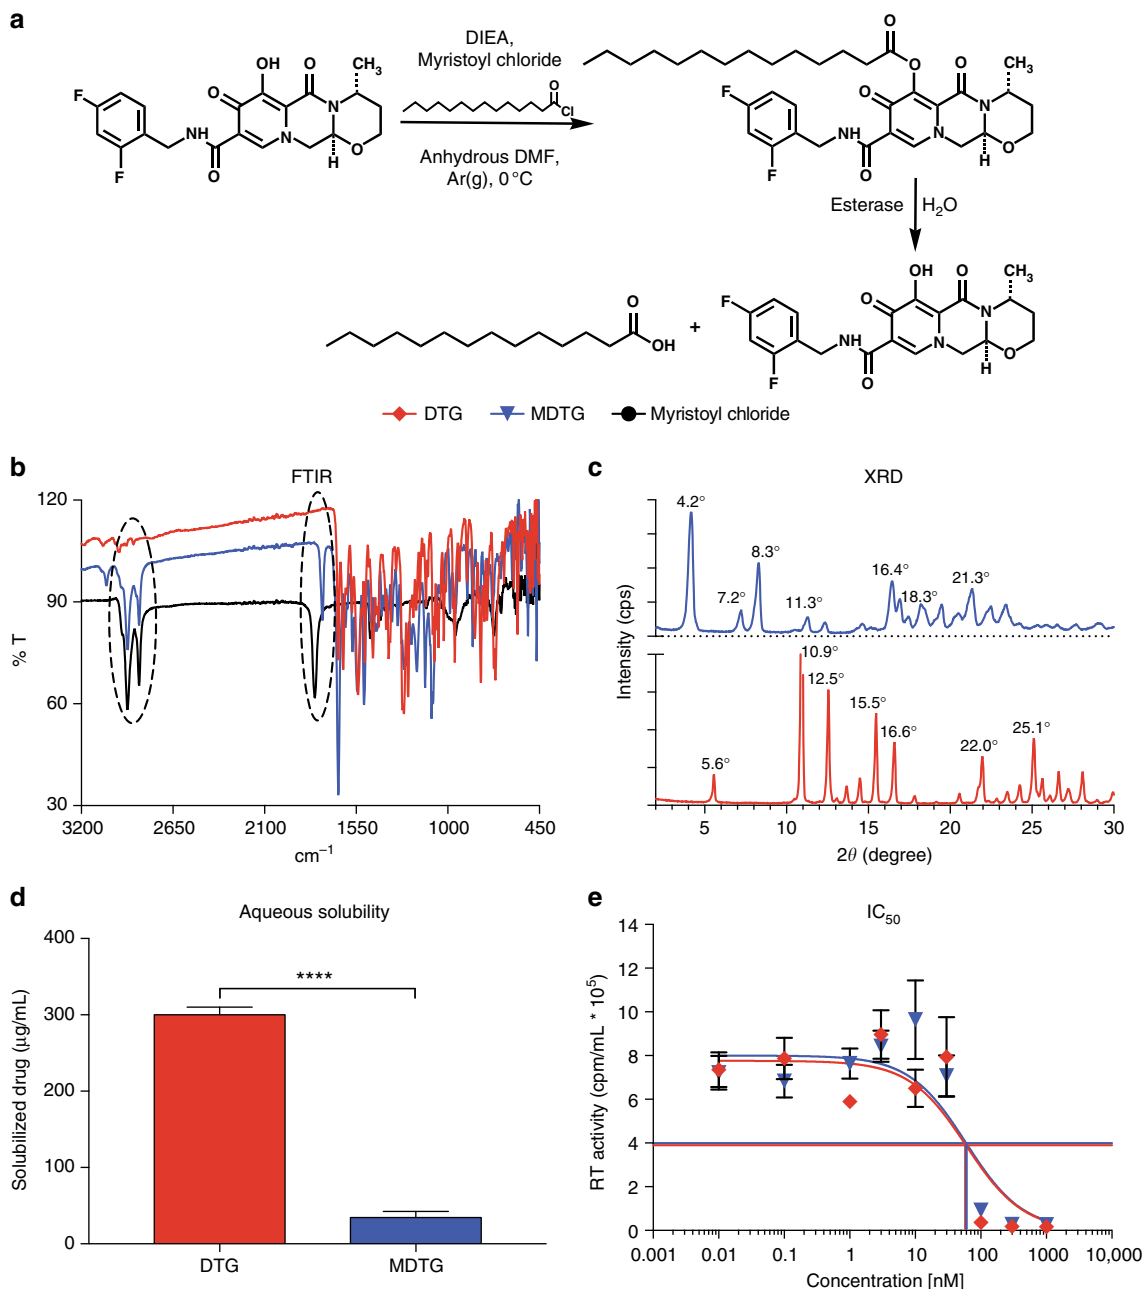 a
DIEA,
Myristoyl chloride
O
Cl
Anhydrous DMF,
Ar(g), 0 °C
F
F
NH
O
O
OH
O
N
N
CH3
O
H
O
O
F
F
NH
O
O
O
N
N
CH3
O
H
Esterase
H2O
O
OH
+
F
F
NH
O
O
OH
O
N
N
CH3
O
H
DTG
MDTG
Myristoyl chloride
b
FTIR
120
90
60
30
% T
3200
2650
2100
1550
1000
450
cm−1
c
XRD
4.2°
7.2°
8.3°
11.3°
16.4°
18.3°
21.3°
Intensity (cps)
5.6°
10.9°
12.5°
15.5°
16.6°
22.0°
25.1°
5
10
15
20
25
30
2θ (degree)
d
Aqueous solubility
400
300
200
100
0
Solubilized drug (μg/mL)
****
DTG
MDTG
e
IC50
14
12
10
8
6
4
2
0
RT activity (cpm/mL * 10⁵)
0.001
0.01
0.1
1
10
100
1000
10,000
Concentration [nM]